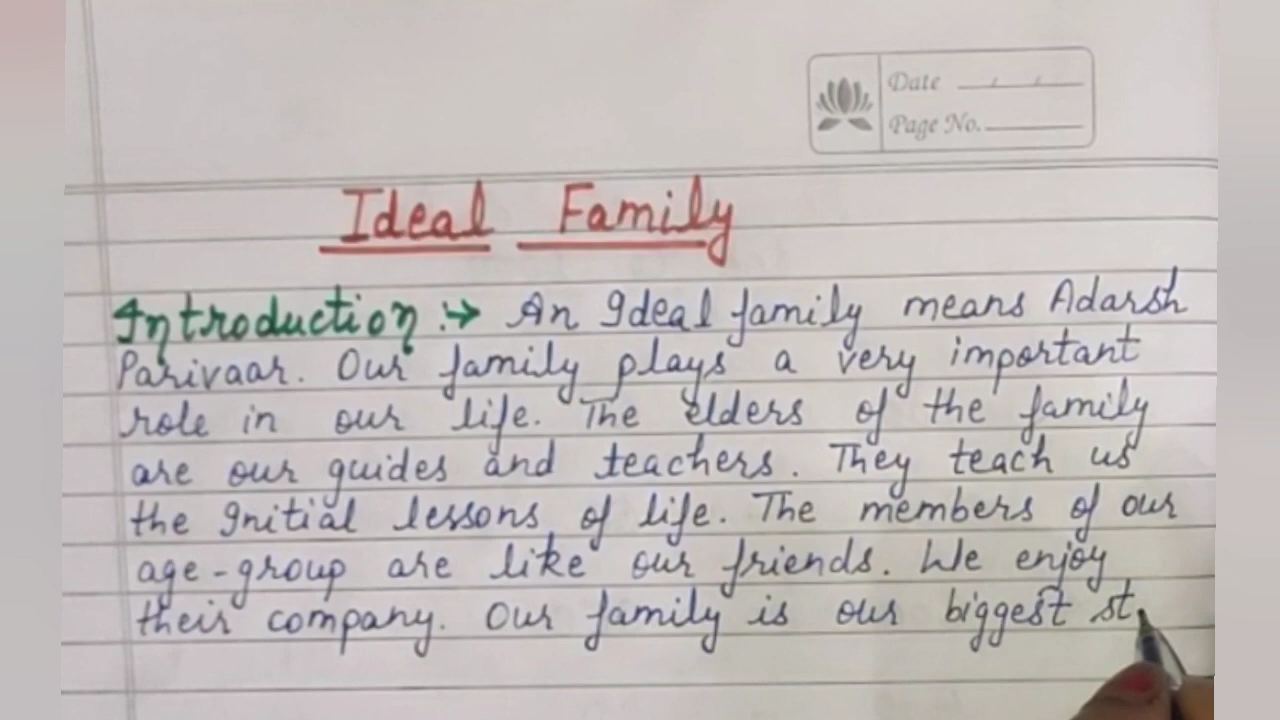 Date
Page No.
Ideal Family
Introduction :→ An Ideal family means Adarsh
Parivaar. Our family plays a very important
role in our life. The elders of the family
are our guides and teachers. They teach us
the Initial lessons of life. The members of our
age-group are like our friends. We enjoy
their company. Our family is our biggest st